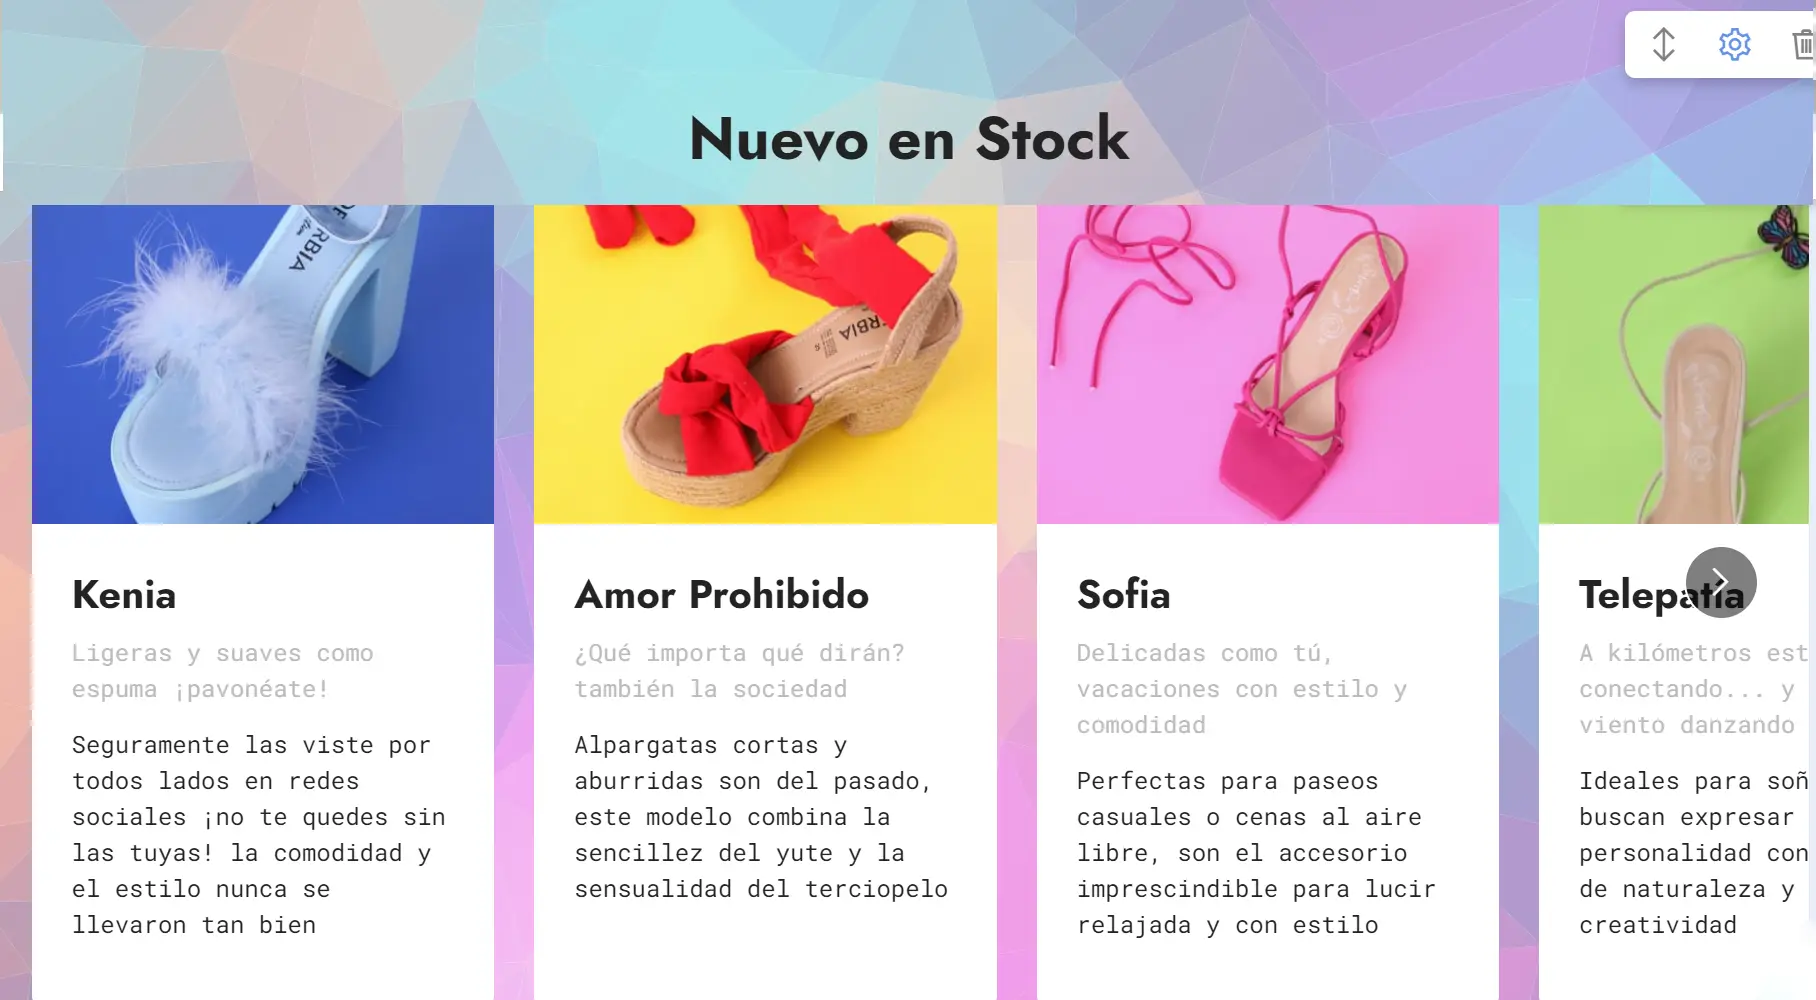 Nuevo en Stock
RBIA
ERBIA
Kenia
Ligeras y suaves como
espuma ¡pavonéate!
Seguramente las viste por
todos lados en redes
sociales ¡no te quedes sin
las tuyas! la comodidad y
el estilo nunca se
llevaron tan bien
Amor Prohibido
¿Qué importa qué dirán?
también la sociedad
Alpargatas cortas y
aburridas son del pasado,
este modelo combina la
sencillez del yute y la
sensualidad del terciopelo
Sofia
Delicadas como tú,
vacaciones con estilo y
comodidad
Perfectas para paseos
casuales o cenas al aire
libre, son el accesorio
imprescindible para lucir
relajada y con estilo
Telepatía
A kilómetros est
conectando... y
viento danzando
Ideales para soñ
buscan expresar
personalidad con
de naturaleza y
creatividad